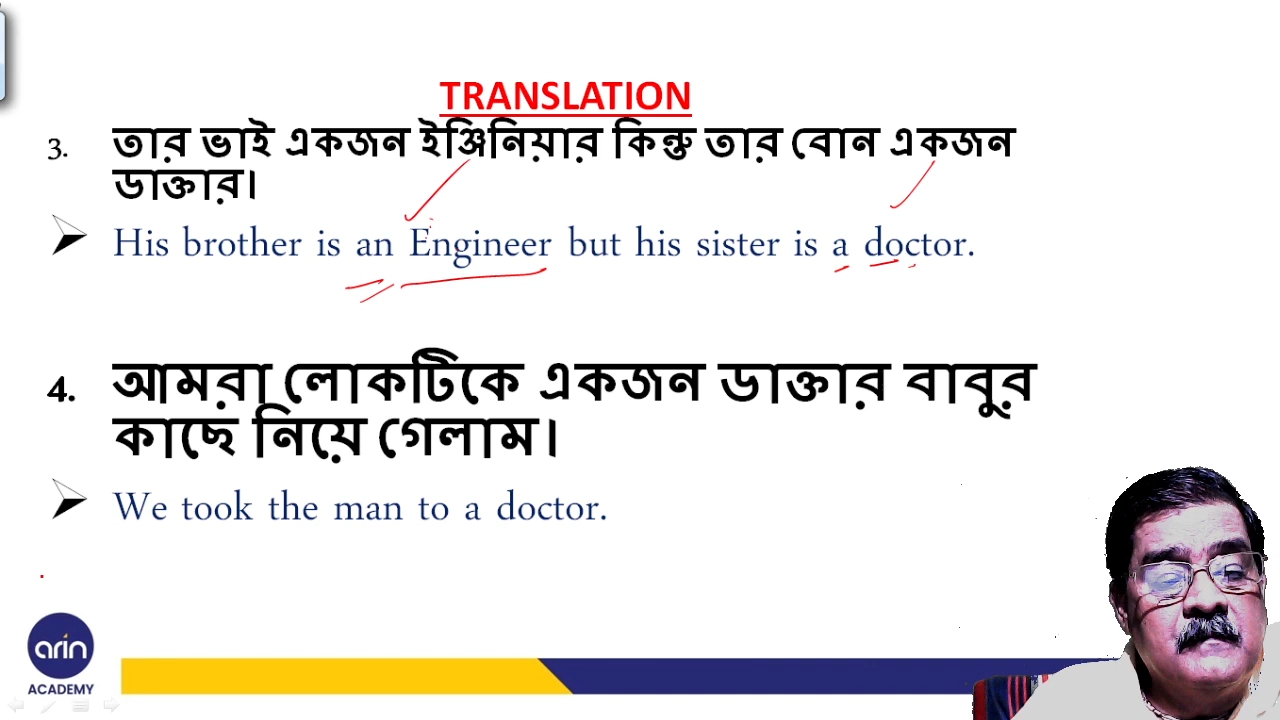 TRANSLATION
3. তার ভাই একজন ইঞ্জিনিয়ার কিন্তু তার বোন একজন
ডাক্তার।
His brother is an Engineer but his sister is a doctor.
4. আমরা লোকটিকে একজন ডাক্তার বাবুর
কাছে নিয়ে গেলাম।
We took the man to a doctor.
arin
ACADEMY